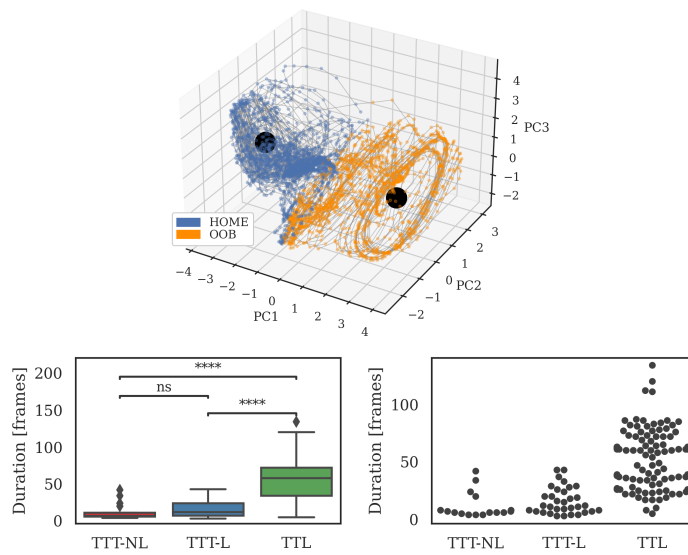 4
3
2
1
0
−1
−2
PC3
HOME
OOB
3
2
1
0
−1
−2
PC2
−4
−3
−2
−1
0
1
2
3
4
PC1
Duration [frames]
200
150
100
50
0
****
ns
****
TTT-NL
TTT-L
TTL
Duration [frames]
100
50
0
TTT-NL
TTT-L
TTL